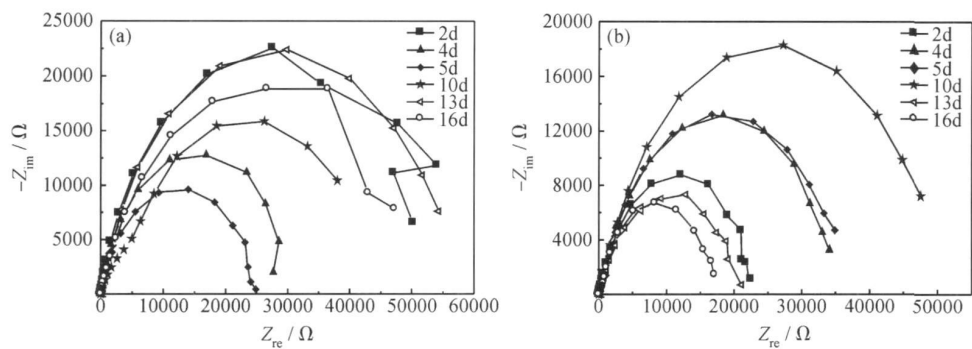 (a)
2d
4d
5d
10d
13d
16d
25000
20000
15000
10000
5000
0
-Z_im / Ω
0 10000 20000 30000 40000 50000 60000
Z_re / Ω
(b)
2d
4d
5d
10d
13d
16d
20000
16000
12000
8000
4000
0
-Z_im / Ω
0 10000 20000 30000 40000 50000
Z_re / Ω